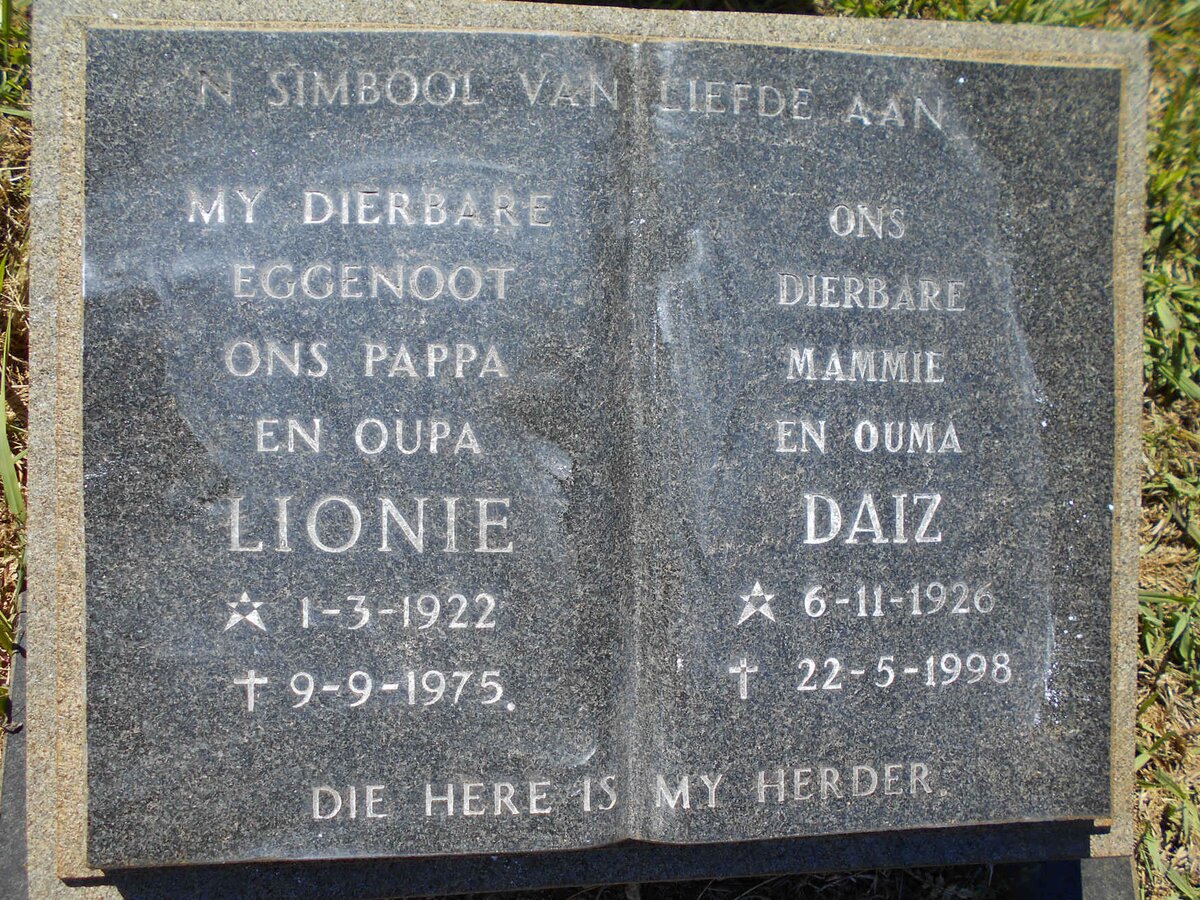 'N SIMBOOL VAN LIEFDE AAN
MY DIERBARE
EGGENOOT
ONS PAPPA
EN OUPA
LIONIE
☆ 1-3-1922
† 9-9-1975.
ONS
DIERBARE
MAMMIE
EN OUMA
DAIZ
☆ 6-11-1926
† 22-5-1998
DIE HERE IS MY HERDER.